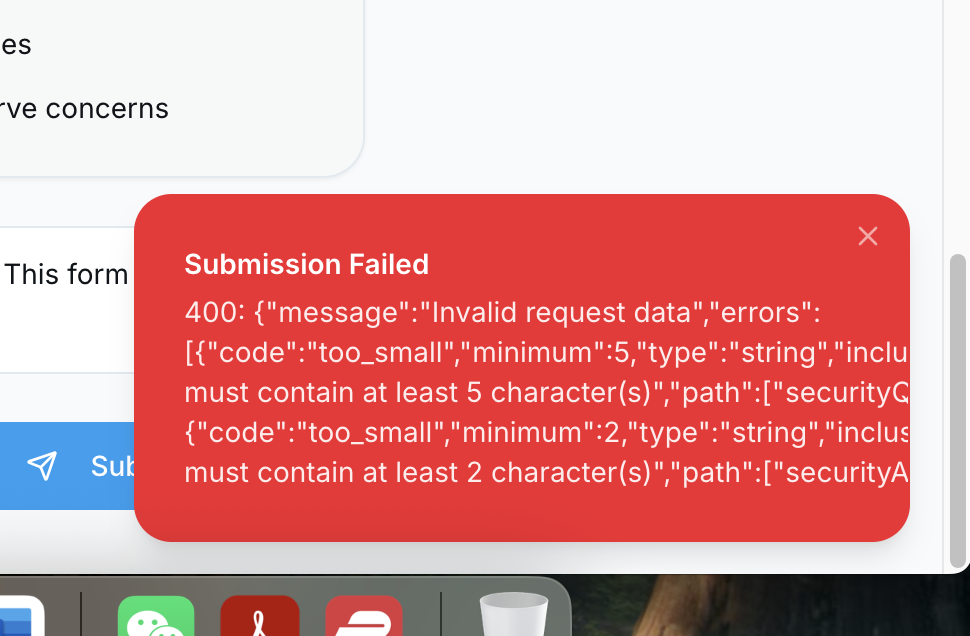 es
rve concerns
Submission Failed
400: {"message":"Invalid request data","errors":
[{"code":"too_small","minimum":5,"type":"string","inclu
must contain at least 5 character(s)","path":["securityQ
This form
{"code":"too_small","minimum":2,"type":"string","inclus
must contain at least 2 character(s)","path":["securityA
Sub